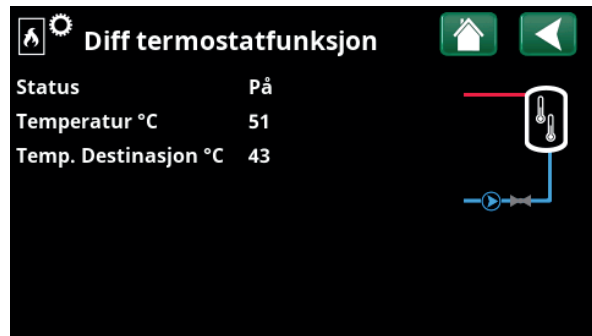 Diff termostatfunksjon
Status På
Temperatur °C 51
Temp. Destinasjon °C 43